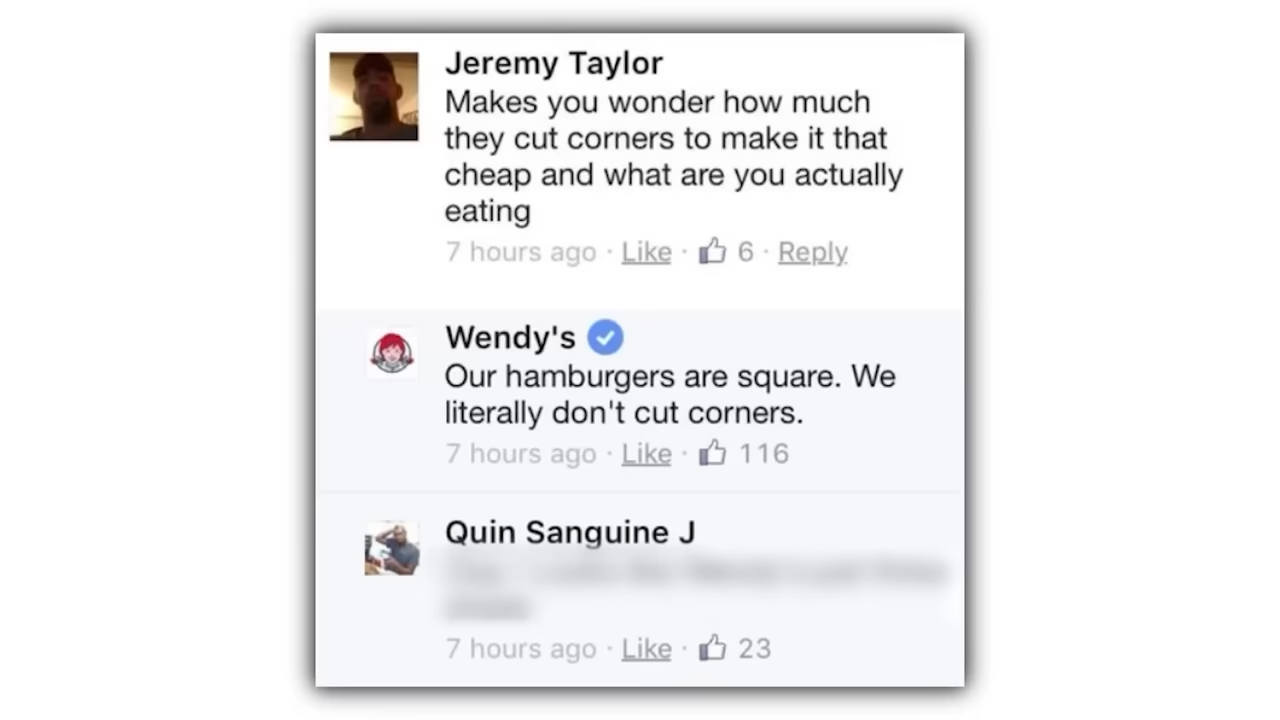 Jeremy Taylor
Makes you wonder how much
they cut corners to make it that
cheap and what are you actually
eating
7 hours ago · Like · 6 · Reply
Wendy's
Our hamburgers are square. We
literally don't cut corners.
7 hours ago · Like · 116
Quin Sanguine J
7 hours ago · Like · 23